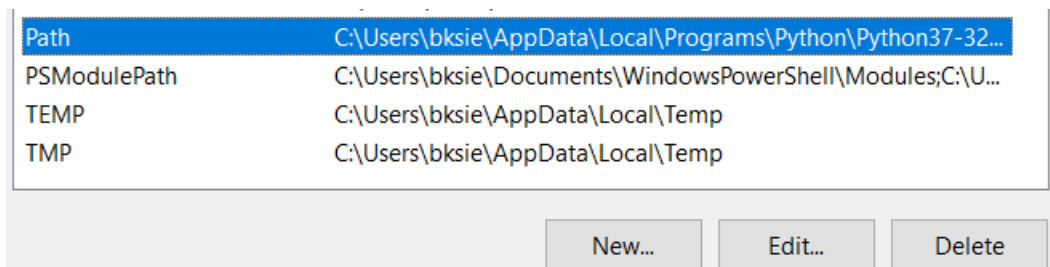 Path C:\Users\bksie\AppData\Local\Programs\Python\Python37-32...
PSModulePath C:\Users\bksie\Documents\WindowsPowerShell\Modules;C:\U...
TEMP C:\Users\bksie\AppData\Local\Temp
TMP C:\Users\bksie\AppData\Local\Temp
New... Edit... Delete